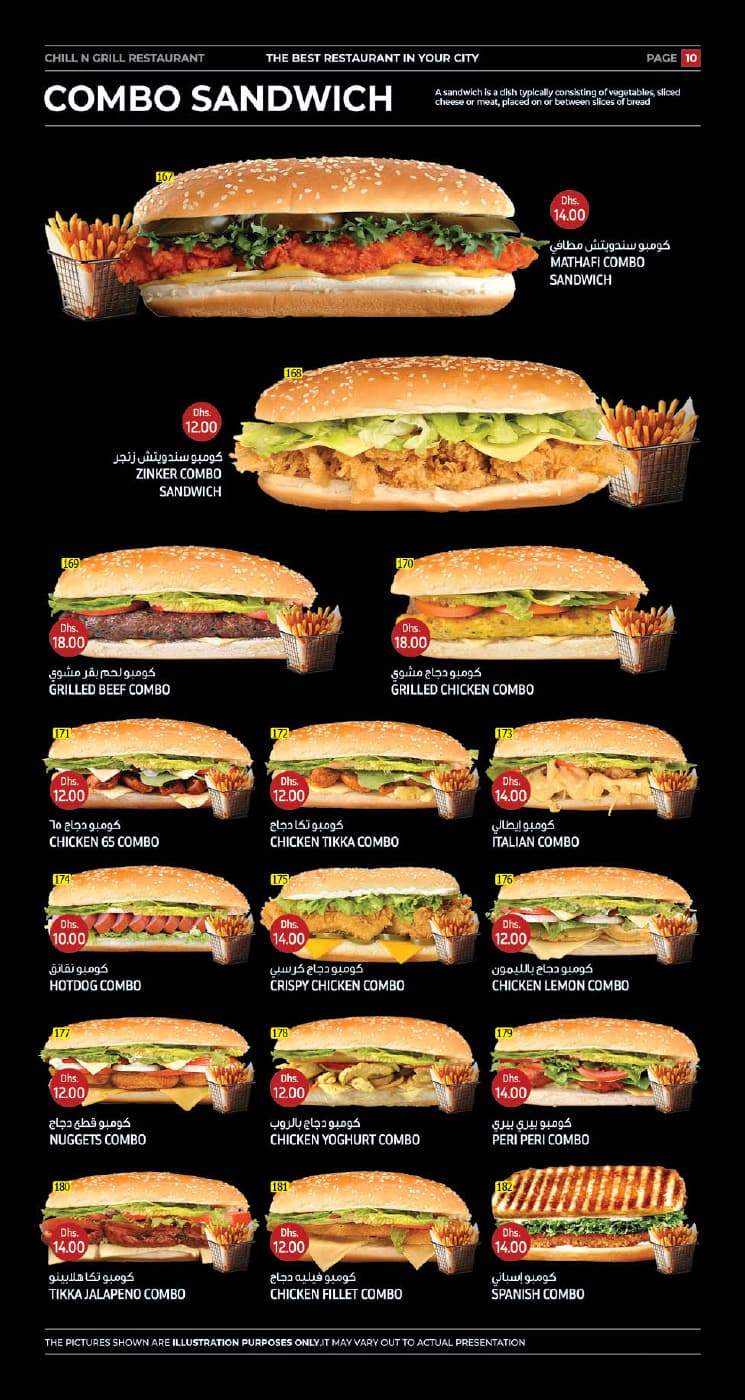 CHILL N GRILL RESTAURANT THE BEST RESTAURANT IN YOUR CITY PAGE 10
COMBO SANDWICH
A sandwich is a dish typically consisting of vegetables, sliced
cheese or meat, placed on or between slices of bread
167
Dhs.
14.00
كومبو سندويتش مطافي
MATHAFI COMBO
SANDWICH
168
Dhs.
12.00
كومبو سندويتش زنجر
ZINKER COMBO
SANDWICH
169
Dhs.
18.00
كومبو لحم بقر مشوي
GRILLED BEEF COMBO
170
Dhs.
18.00
كومبو دجاج مشوي
GRILLED CHICKEN COMBO
171
Dhs.
12.00
كومبو دجاج ٦٥
CHICKEN 65 COMBO
172
Dhs.
12.00
كومبو تكا دجاج
CHICKEN TIKKA COMBO
173
Dhs.
14.00
كومبو إيطالي
ITALIAN COMBO
174
Dhs.
10.00
كومبو نقانق
HOTDOG COMBO
175
Dhs.
14.00
كومبو دجاج كرسبي
CRISPY CHICKEN COMBO
176
Dhs.
12.00
كومبو دجاج بالليمون
CHICKEN LEMON COMBO
177
Dhs.
12.00
كومبو قطع دجاج
NUGGETS COMBO
178
Dhs.
12.00
كومبو دجاج بالروب
CHICKEN YOGHURT COMBO
179
Dhs.
14.00
كومبو بيري بيري
PERI PERI COMBO
180
Dhs.
14.00
كومبو تكا هلابينو
TIKKA JALAPENO COMBO
181
Dhs.
12.00
كومبو فيليه دجاج
CHICKEN FILLET COMBO
182
Dhs.
14.00
كومبو إسباني
SPANISH COMBO
THE PICTURES SHOWN ARE ILLUSTRATION PURPOSES ONLY.IT MAY VARY OUT TO ACTUAL PRESENTATION